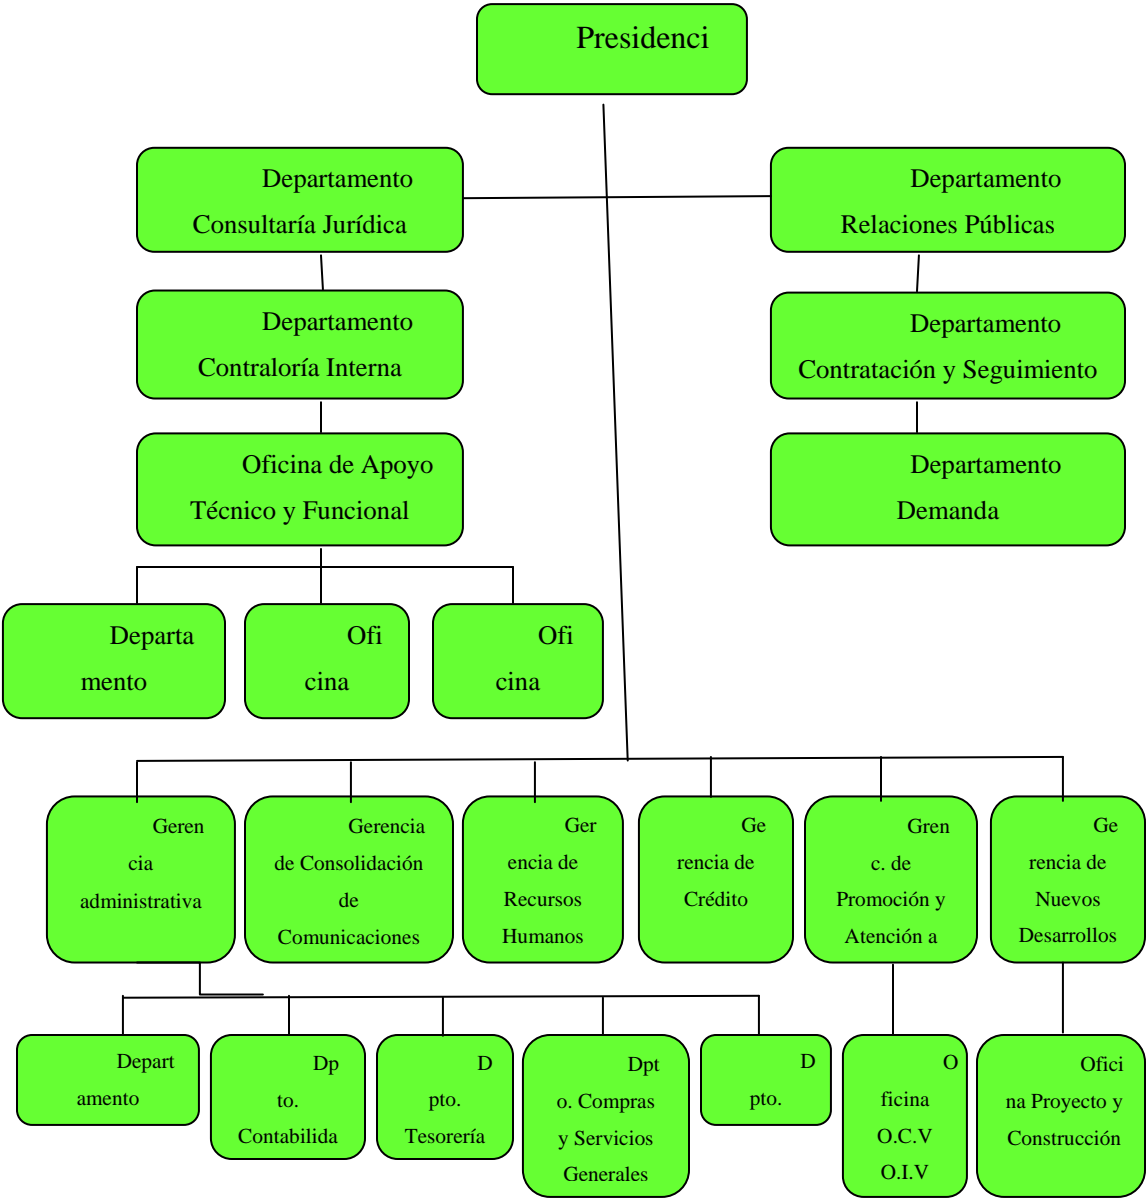 Presidenci
Departamento
Consultaría Jurídica
Departamento
Relaciones Públicas
Departamento
Contraloría Interna
Departamento
Contratación y Seguimiento
Oficina de Apoyo
Técnico y Funcional
Departamento
Demanda
Departa
mento
Ofi
cina
Ofi
cina
Geren
cia
administrativa
Gerencia
de Consolidación
de
Comunicaciones
Ger
encia de
Recursos
Humanos
Ge
rencia de
Crédito
Gren
c. de
Promoción y
Atención a
Ge
rencia de
Nuevos
Desarrollos
Depart
amento
Dp
to.
Contabilida
D
pto.
Tesorería
Dpt
o. Compras
y Servicios
Generales
D
pto.
O
ficina
O.C.V
O.I.V
Ofici
na Proyecto y
Construcción